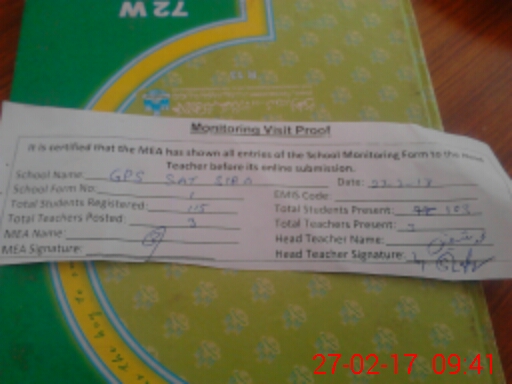 72 W
Monitoring Visit Proof
It is certified that the MEA has shown all entries of the School Monitoring Form to the Head
Teacher before its online submission.
School Name: GPS SAT SIRA Date:
School Form No: 1 EMIS Code:
Total Students Registered: 115 Total Students Present: 103
Total Teachers Posted: 3 Total Teachers Present: 3
MEA Name: Head Teacher Name:
MEA Signature: Head Teacher Signature:
27-02-17 09:41